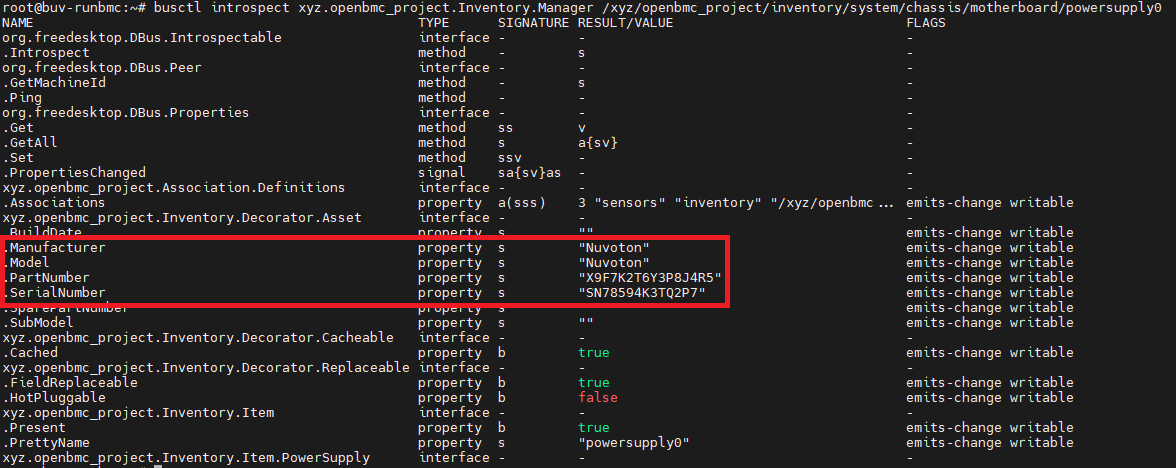 root@buv-runbmc:~# busctl introspect xyz.openbmc_project.Inventory.Manager /xyz/openbmc_project/inventory/system/chassis/motherboard/powersupply0
NAME TYPE SIGNATURE RESULT/VALUE FLAGS
org.freedesktop.DBus.Introspectable interface - - -
.Introspect method - s -
org.freedesktop.DBus.Peer interface - - -
.GetMachineId method - s -
.Ping method - - -
org.freedesktop.DBus.Properties interface - - -
.Get method ss v -
.GetAll method s a{sv} -
.Set method ssv - -
.PropertiesChanged signal sa{sv}as - -
xyz.openbmc_project.Association.Definitions interface - - -
.Associations property a(sss) 3 "sensors" "inventory" "/xyz/openbmc... emits-change writable
xyz.openbmc_project.Inventory.Decorator.Asset interface - - -
.BuildDate property s "" emits-change writable
.Manufacturer property s "Nuvoton" emits-change writable
.Model property s "Nuvoton" emits-change writable
.PartNumber property s "X9F7K2T6Y3P8J4R5" emits-change writable
.SerialNumber property s "SN78594K3TQ2P7" emits-change writable
.SparePartNumber property s "" emits-change writable
.SubModel property s "" emits-change writable
xyz.openbmc_project.Inventory.Decorator.Cacheable interface - - -
.Cached property b true emits-change writable
xyz.openbmc_project.Inventory.Decorator.Replaceable interface - - -
.FieldReplaceable property b true emits-change writable
.HotPluggable property b false emits-change writable
xyz.openbmc_project.Inventory.Item interface - - -
.Present property b true emits-change writable
.PrettyName property s "powersupply0" emits-change writable
xyz.openbmc_project.Inventory.Item.PowerSupply interface - - -